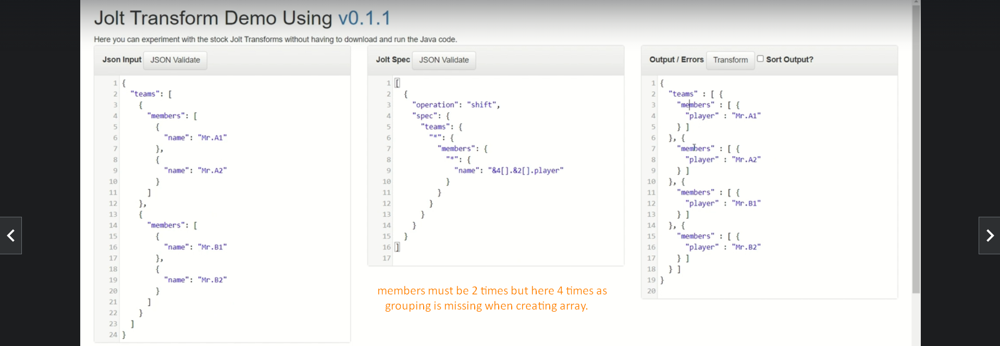 Jolt Transform Demo Using v0.1.1
Here you can experiment with the stock Jolt Transforms without having to download and run the Java code.
Json Input JSON Validate
1 {
2 "teams": [
3 {
4 "members": [
5 {
6 "name": "Mr.A1"
7 },
8 {
9 "name": "Mr.A2"
10 }
11 ]
12 },
13 {
14 "members": [
15 {
16 "name": "Mr.B1"
17 },
18 {
19 "name": "Mr.B2"
20 }
21 ]
22 }
23 ]
24 }
Jolt Spec JSON Validate
1 [
2 {
3 "operation": "shift",
4 "spec": {
5 "teams": {
6 "*": {
7 "members": {
8 "*": {
9 "name": "&4[].&2[].player"
10 }
11 }
12 }
13 }
14 }
15 }
16 ]
17
members must be 2 times but here 4 times as
grouping is missing when creating array.
Output / Errors Transform Sort Output?
1 {
2 "teams" : [ {
3 "members" : [ {
4 "player" : "Mr.A1"
5 } ]
6 }, {
7 "members" : [ {
8 "player" : "Mr.A2"
9 } ]
10 }, {
11 "members" : [ {
12 "player" : "Mr.B1"
13 } ]
14 }, {
15 "members" : [ {
16 "player" : "Mr.B2"
17 } ]
18 } ]
19 }
20